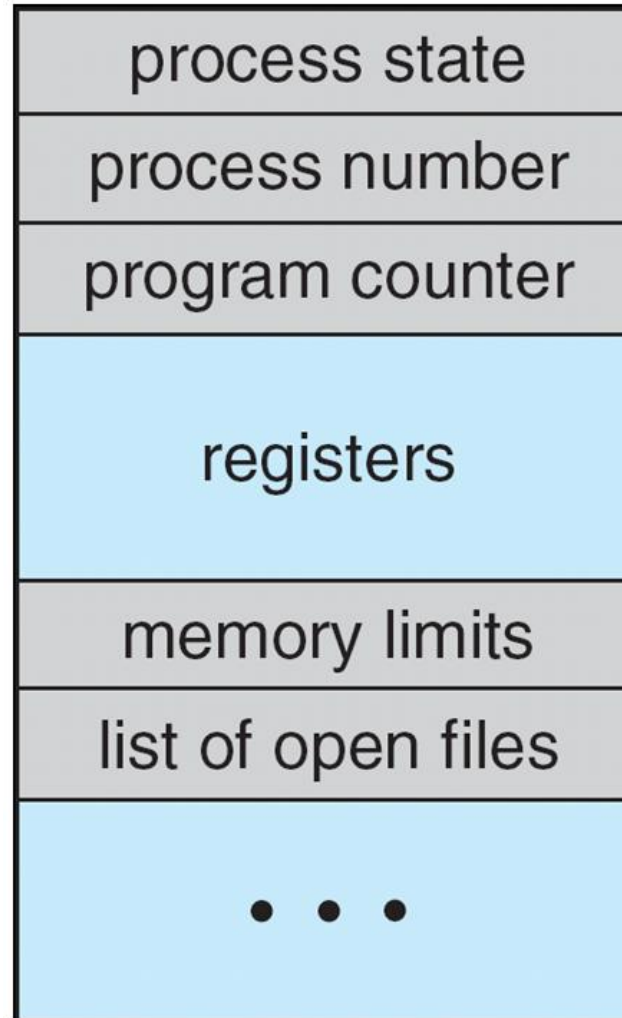 process state
process number
program counter
registers
memory limits
list of open files
• • •